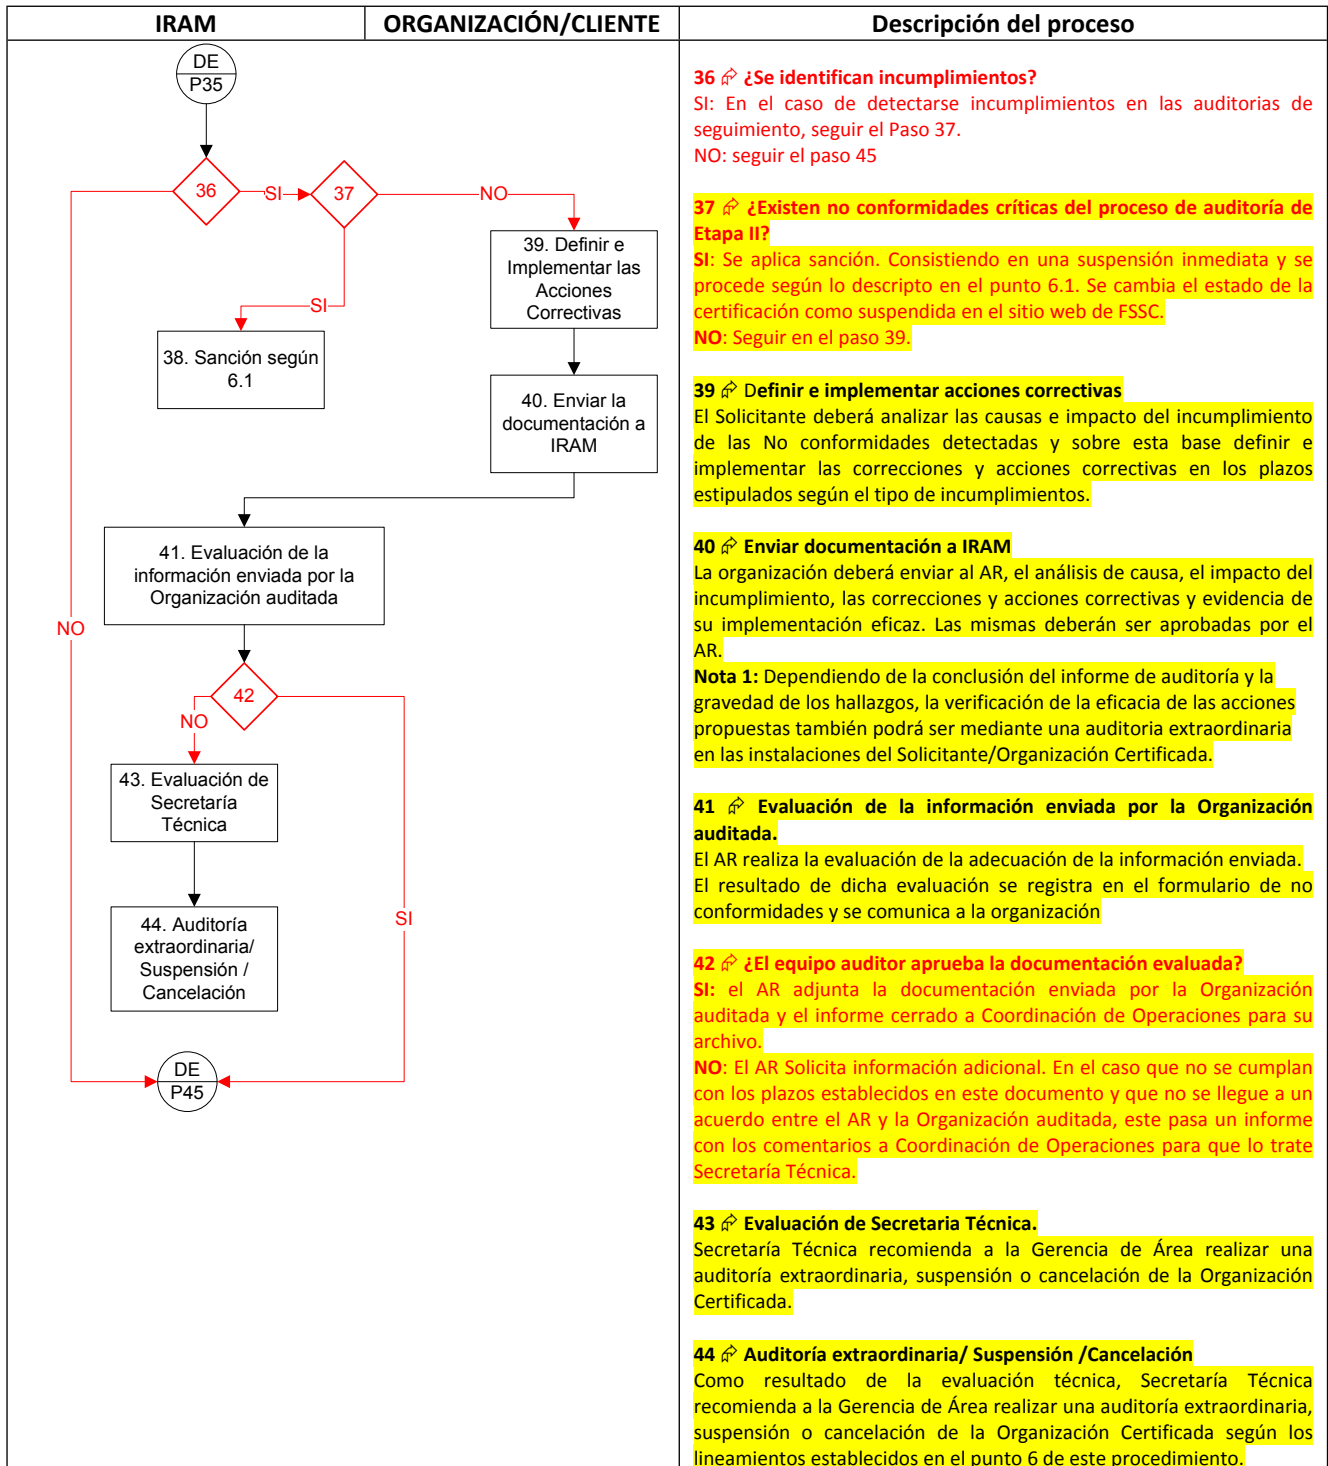 IRAM
ORGANIZACIÓN/CLIENTE
Descripción del proceso
DE
P35
36
SI
37
NO
39. Definir e
Implementar las
Acciones
Correctivas
SI
38. Sanción según
6.1
40. Enviar la
documentación a
IRAM
41. Evaluación de la
información enviada por la
Organización auditada
NO
42
NO
43. Evaluación de
Secretaría
Técnica
SI
44. Auditoría
extraordinaria/
Suspensión /
Cancelación
DE
P45
36 ¿Se identifican incumplimientos?
SI: En el caso de detectarse incumplimientos en las auditorias de
seguimiento, seguir el Paso 37.
NO: seguir el paso 45
37 ¿Existen no conformidades críticas del proceso de auditoría de
Etapa II?
SI: Se aplica sanción. Consistiendo en una suspensión inmediata y se
procede según lo descripto en el punto 6.1. Se cambia el estado de la
certificación como suspendida en el sitio web de FSSC.
NO: Seguir en el paso 39.
39 Definir e implementar acciones correctivas
El Solicitante deberá analizar las causas e impacto del incumplimiento
de las No conformidades detectadas y sobre esta base definir e
implementar las correcciones y acciones correctivas en los plazos
estipulados según el tipo de incumplimientos.
40 Enviar documentación a IRAM
La organización deberá enviar al AR, el análisis de causa, el impacto del
incumplimiento, las correcciones y acciones correctivas y evidencia de
su implementación eficaz. Las mismas deberán ser aprobadas por el
AR.
Nota 1: Dependiendo de la conclusión del informe de auditoría y la
gravedad de los hallazgos, la verificación de la eficacia de las acciones
propuestas también podrá ser mediante una auditoria extraordinaria
en las instalaciones del Solicitante/Organización Certificada.
41 Evaluación de la información enviada por la Organización
auditada.
El AR realiza la evaluación de la adecuación de la información enviada.
El resultado de dicha evaluación se registra en el formulario de no
conformidades y se comunica a la organización
42 ¿El equipo auditor aprueba la documentación evaluada?
SI: el AR adjunta la documentación enviada por la Organización
auditada y el informe cerrado a Coordinación de Operaciones para su
archivo.
NO: El AR Solicita información adicional. En el caso que no se cumplan
con los plazos establecidos en este documento y que no se llegue a un
acuerdo entre el AR y la Organización auditada, este pasa un informe
con los comentarios a Coordinación de Operaciones para que lo trate
Secretaría Técnica.
43 Evaluación de Secretaria Técnica.
Secretaría Técnica recomienda a la Gerencia de Área realizar una
auditoría extraordinaria, suspensión o cancelación de la Organización
Certificada.
44 Auditoría extraordinaria/ Suspensión /Cancelación
Como resultado de la evaluación técnica, Secretaría Técnica
recomienda a la Gerencia de Área realizar una auditoría extraordinaria,
suspensión o cancelación de la Organización Certificada según los
lineamientos establecidos en el punto 6 de este procedimiento.